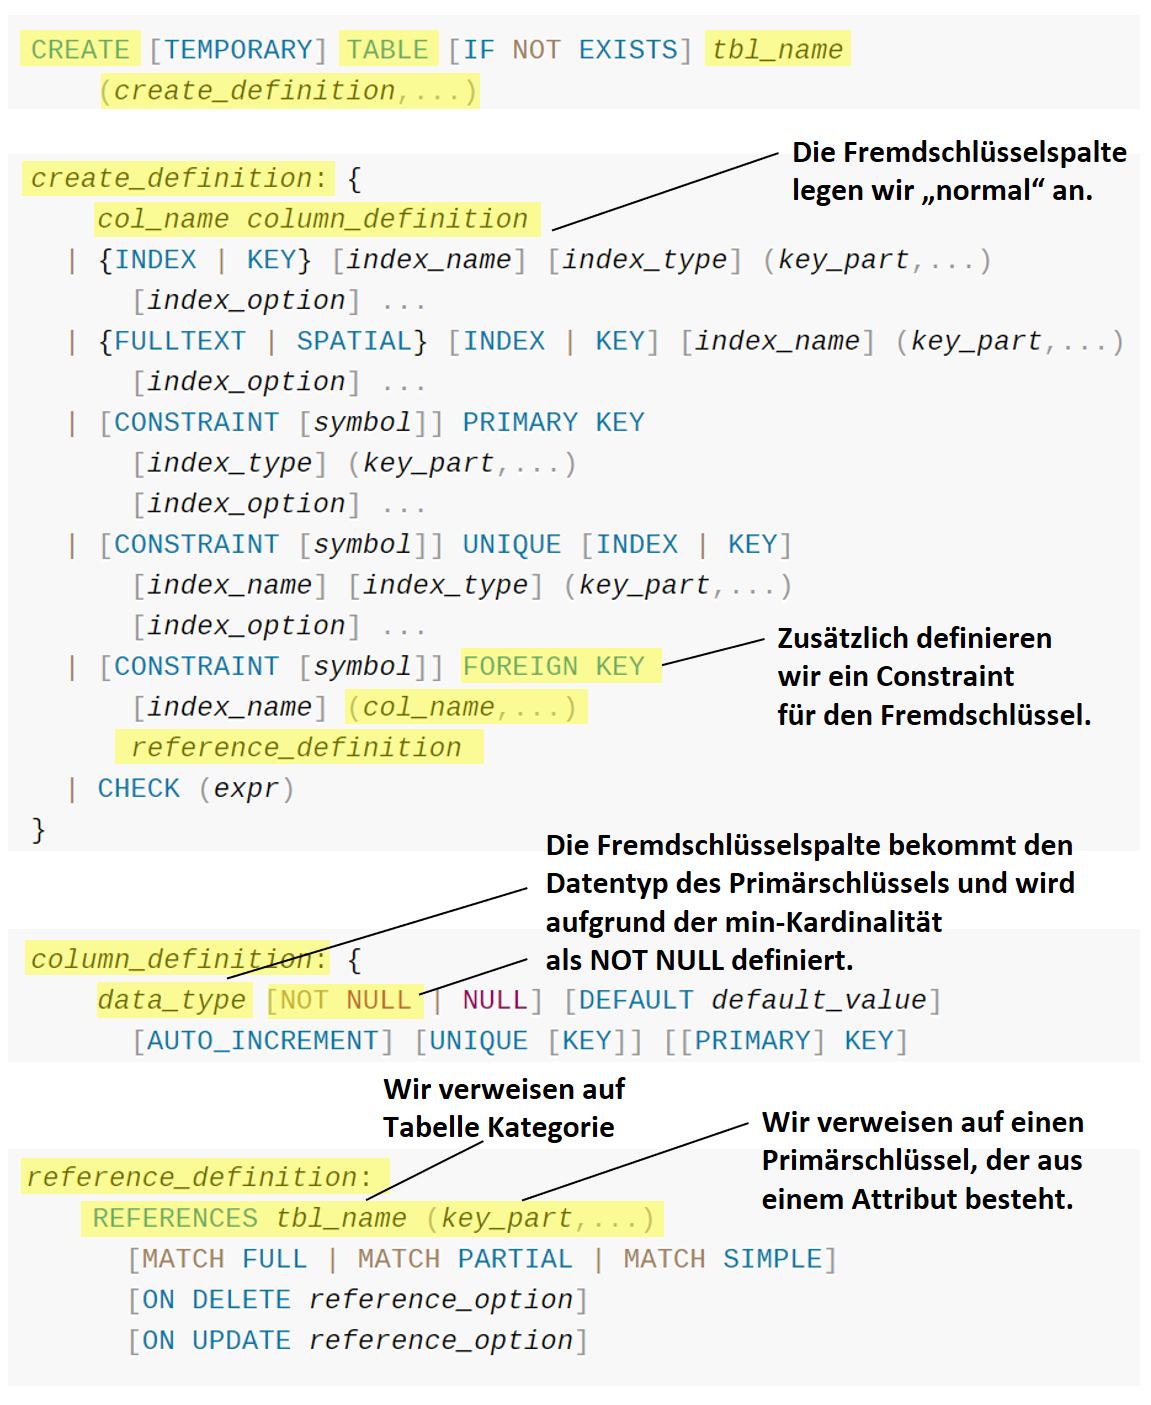 CREATE [TEMPORARY] TABLE [IF NOT EXISTS] tbl_name
(create_definition,...)
Die Fremdschlüsselspalte
legen wir „normal“ an.
create_definition: {
col_name column_definition
| {INDEX | KEY} [index_name] [index_type] (key_part,...)
[index_option] ...
| {FULLTEXT | SPATIAL} [INDEX | KEY] [index_name] (key_part,...)
[index_option] ...
| [CONSTRAINT [symbol]] PRIMARY KEY
[index_type] (key_part,...)
[index_option] ...
| [CONSTRAINT [symbol]] UNIQUE [INDEX | KEY]
[index_name] [index_type] (key_part,...)
[index_option] ...
| [CONSTRAINT [symbol]] FOREIGN KEY
[index_name] (col_name,...)
reference_definition
| CHECK (expr)
}
Zusätzlich definieren
wir ein Constraint
für den Fremdschlüssel.
Die Fremdschlüsselspalte bekommt den
Datentyp des Primärschlüssels und wird
aufgrund der min-Kardinalität
als NOT NULL definiert.
column_definition: {
data_type [NOT NULL | NULL] [DEFAULT default_value]
[AUTO_INCREMENT] [UNIQUE [KEY]] [[PRIMARY] KEY]
Wir verweisen auf
Tabelle Kategorie
Wir verweisen auf einen
Primärschlüssel, der aus
einem Attribut besteht.
reference_definition:
REFERENCES tbl_name (key_part,...)
[MATCH FULL | MATCH PARTIAL | MATCH SIMPLE]
[ON DELETE reference_option]
[ON UPDATE reference_option]